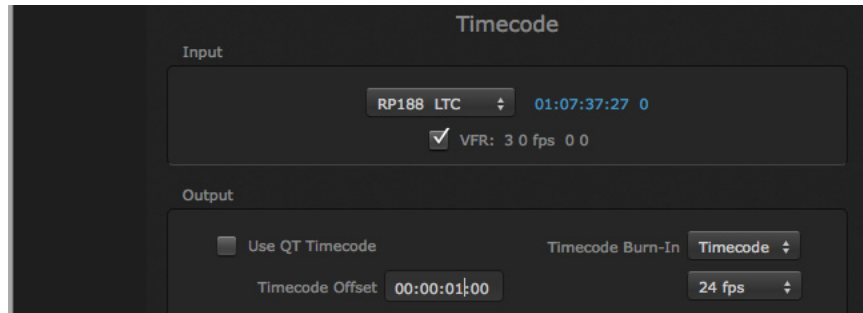 Timecode
Input
RP188 LTC 01:07:37:27 0
VFR: 3 0 fps 0 0
Output
Use QT Timecode Timecode Burn-In Timecode
Timecode Offset 00:00:01:00 24 fps